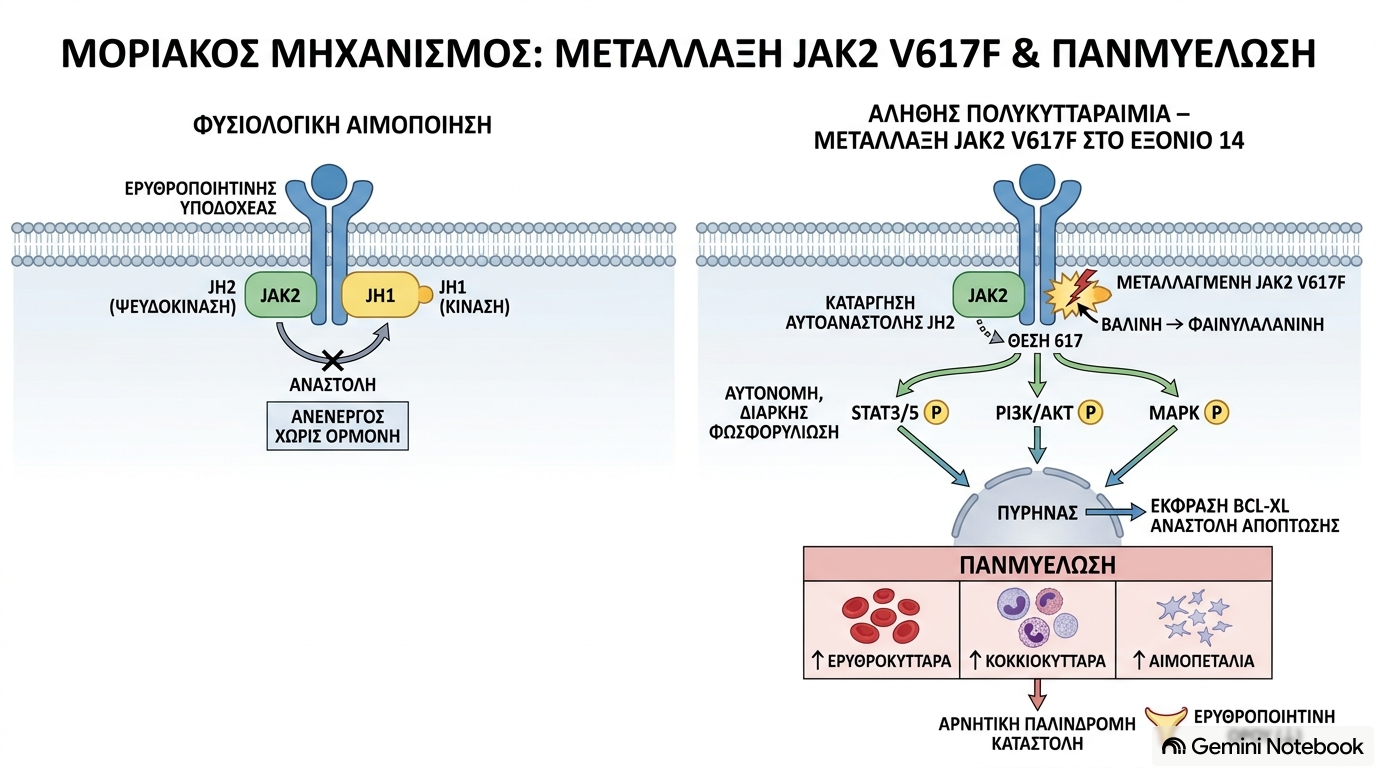 ΜΟΡΙΑΚΟΣ ΜΗΧΑΝΙΣΜΟΣ: ΜΕΤΑΛΛΑΞΗ JAK2 V617F & ΠΑΝΜΥΕΛΩΣΗ
ΦΥΣΙΟΛΟΓΙΚΗ ΑΙΜΟΠΟΙΗΣΗ
ΕΡΥΘΡΟΠΟΙΗΤΙΝΗΣ
ΥΠΟΔΟΧΕΑΣ
JH2
(ΨΕΥΔΟΚΙΝΑΣΗ)
JAK2
JH1
JH1
(ΚΙΝΑΣΗ)
ΑΝΑΣΤΟΛΗ
ΑΝΕΝΕΡΓΟΣ
ΧΩΡΙΣ ΟΡΜΟΝΗ
ΑΛΗΘΗΣ ΠΟΛΥΚΥΤΤΑΡΑΙΜΙΑ –
ΜΕΤΑΛΛΑΞΗ JAK2 V617F ΣΤΟ ΕΞΟΝΙΟ 14
JAK2
ΜΕΤΑΛΛΑΓΜΕΝΗ JAK2 V617F
ΒΑΛΙΝΗ → ΦΑΙΝΥΛΑΛΑΝΙΝΗ
ΚΑΤΑΡΓΗΣΗ
ΑΥΤΟΑΝΑΣΤΟΛΗΣ JH2
ΘΕΣΗ 617
ΑΥΤΟΝΟΜΗ,
ΔΙΑΡΚΗΣ
ΦΩΣΦΟΡΥΛΙΩΣΗ
STAT3/5 P
PI3K/AKT P
MAPK P
ΠΥΡΗΝΑΣ
ΕΚΦΡΑΣΗ BCL-XL
ΑΝΑΣΤΟΛΗ ΑΠΟΠΤΩΣΗΣ
ΠΑΝΜΥΕΛΩΣΗ
↑ ΕΡΥΘΡΟΚΥΤΤΑΡΑ
↑ ΚΟΚΚΙΟΚΥΤΤΑΡΑ
↑ ΑΙΜΟΠΕΤΑΛΙΑ
ΑΡΝΗΤΙΚΗ ΠΑΛΙΝΔΡΟΜΗ
ΚΑΤΑΣΤΟΛΗ
ΕΡΥΘΡΟΠΟΙΗΤΙΝΗ
Gemini Notebook